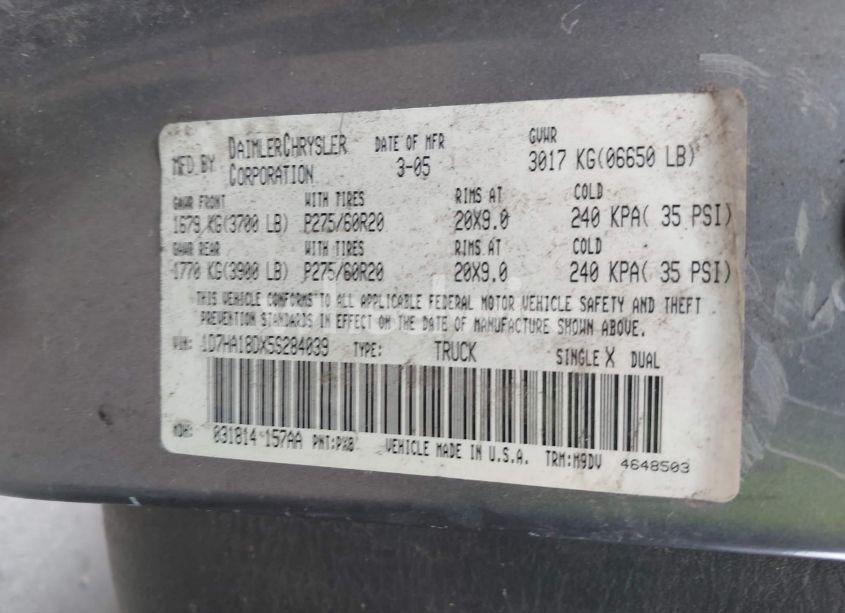 MFD BY DAIMLERCHRYSLER CORPORATION DATE OF MFR 3-05 GVWR 3017 KG(06650 LB)
GAWR FRONT WITH TIRES RIMS AT COLD
1679 KG(3700 LB) P275/60R20 20X9.0 240 KPA( 35 PSI)
GAWR REAR WITH TIRES RIMS AT COLD
1770 KG(3900 LB) P275/60R20 20X9.0 240 KPA( 35 PSI)
THIS VEHICLE CONFORMS TO ALL APPLICABLE FEDERAL MOTOR VEHICLE SAFETY AND THEFT
PREVENTION STANDARDS IN EFFECT ON THE DATE OF MANUFACTURE SHOWN ABOVE.
VIN: 1D7HA18DX5S284039 TYPE: TRUCK SINGLE X DUAL
MDH: 031814 157AA PNT:PX8 VEHICLE MADE IN U.S.A. TRM:M9DV 4648503